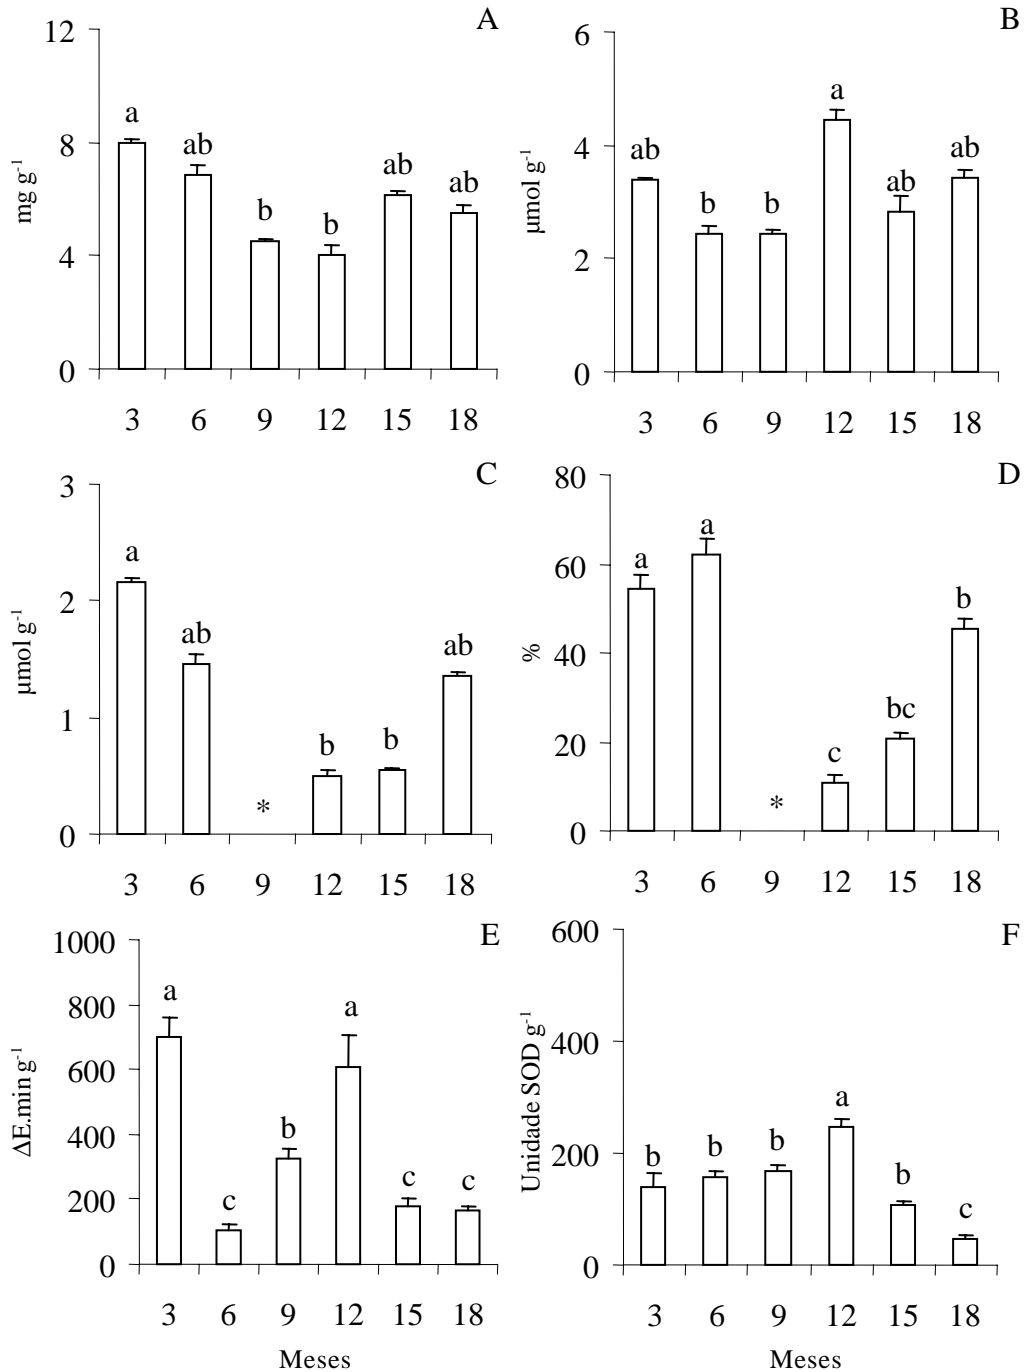 A
12
8
4
0
mg g⁻¹
a
ab
b
b
ab
ab
3 6 9 12 15 18
B
6
4
2
0
µmol g⁻¹
ab
b
b
a
ab
ab
3 6 9 12 15 18
C
3
2
1
0
µmol g⁻¹
a
ab
*
b
b
ab
3 6 9 12 15 18
D
80
60
40
20
0
%
a
a
*
c
bc
b
3 6 9 12 15 18
E
1000
800
600
400
200
0
ΔE.min g⁻¹
a
c
b
a
c
c
3 6 9 12 15 18
Meses
F
600
400
200
0
Unidade SOD g⁻¹
b
b
b
a
b
c
3 6 9 12 15 18
Meses